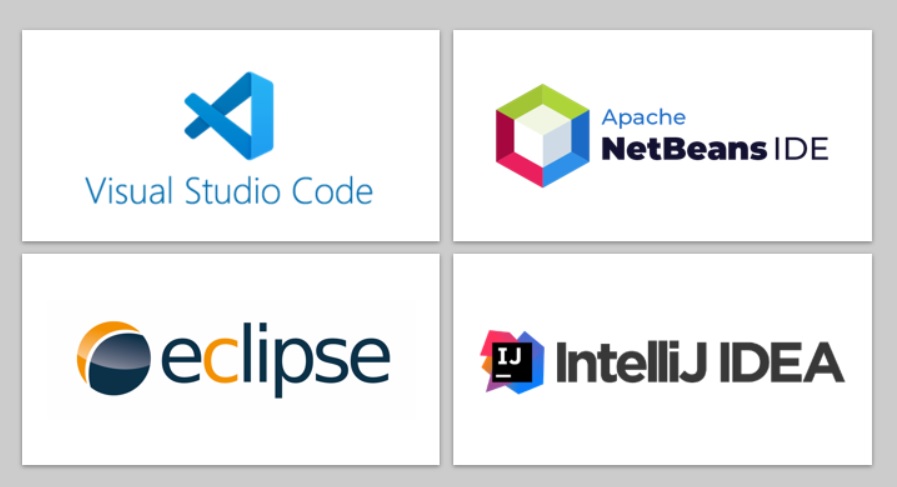 Visual Studio Code
Apache
NetBeans IDE
eclipse
IJ
IntelliJ IDEA